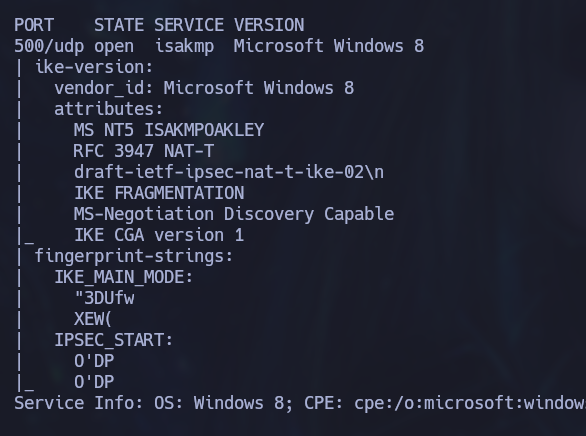 PORT    STATE SERVICE VERSION
500/udp open  isakmp  Microsoft Windows 8
| ike-version:
|   vendor_id: Microsoft Windows 8
|   attributes:
|     MS NT5 ISAKMPOAKLEY
|     RFC 3947 NAT-T
|     draft-ietf-ipsec-nat-t-ike-02\n
|     IKE FRAGMENTATION
|     MS-Negotiation Discovery Capable
|_    IKE CGA version 1
| fingerprint-strings:
|   IKE_MAIN_MODE:
|     "3DUfw
|     XEW(
|   IPSEC_START:
|     O'DP
|_    O'DP
Service Info: OS: Windows 8; CPE: cpe:/o:microsoft:window